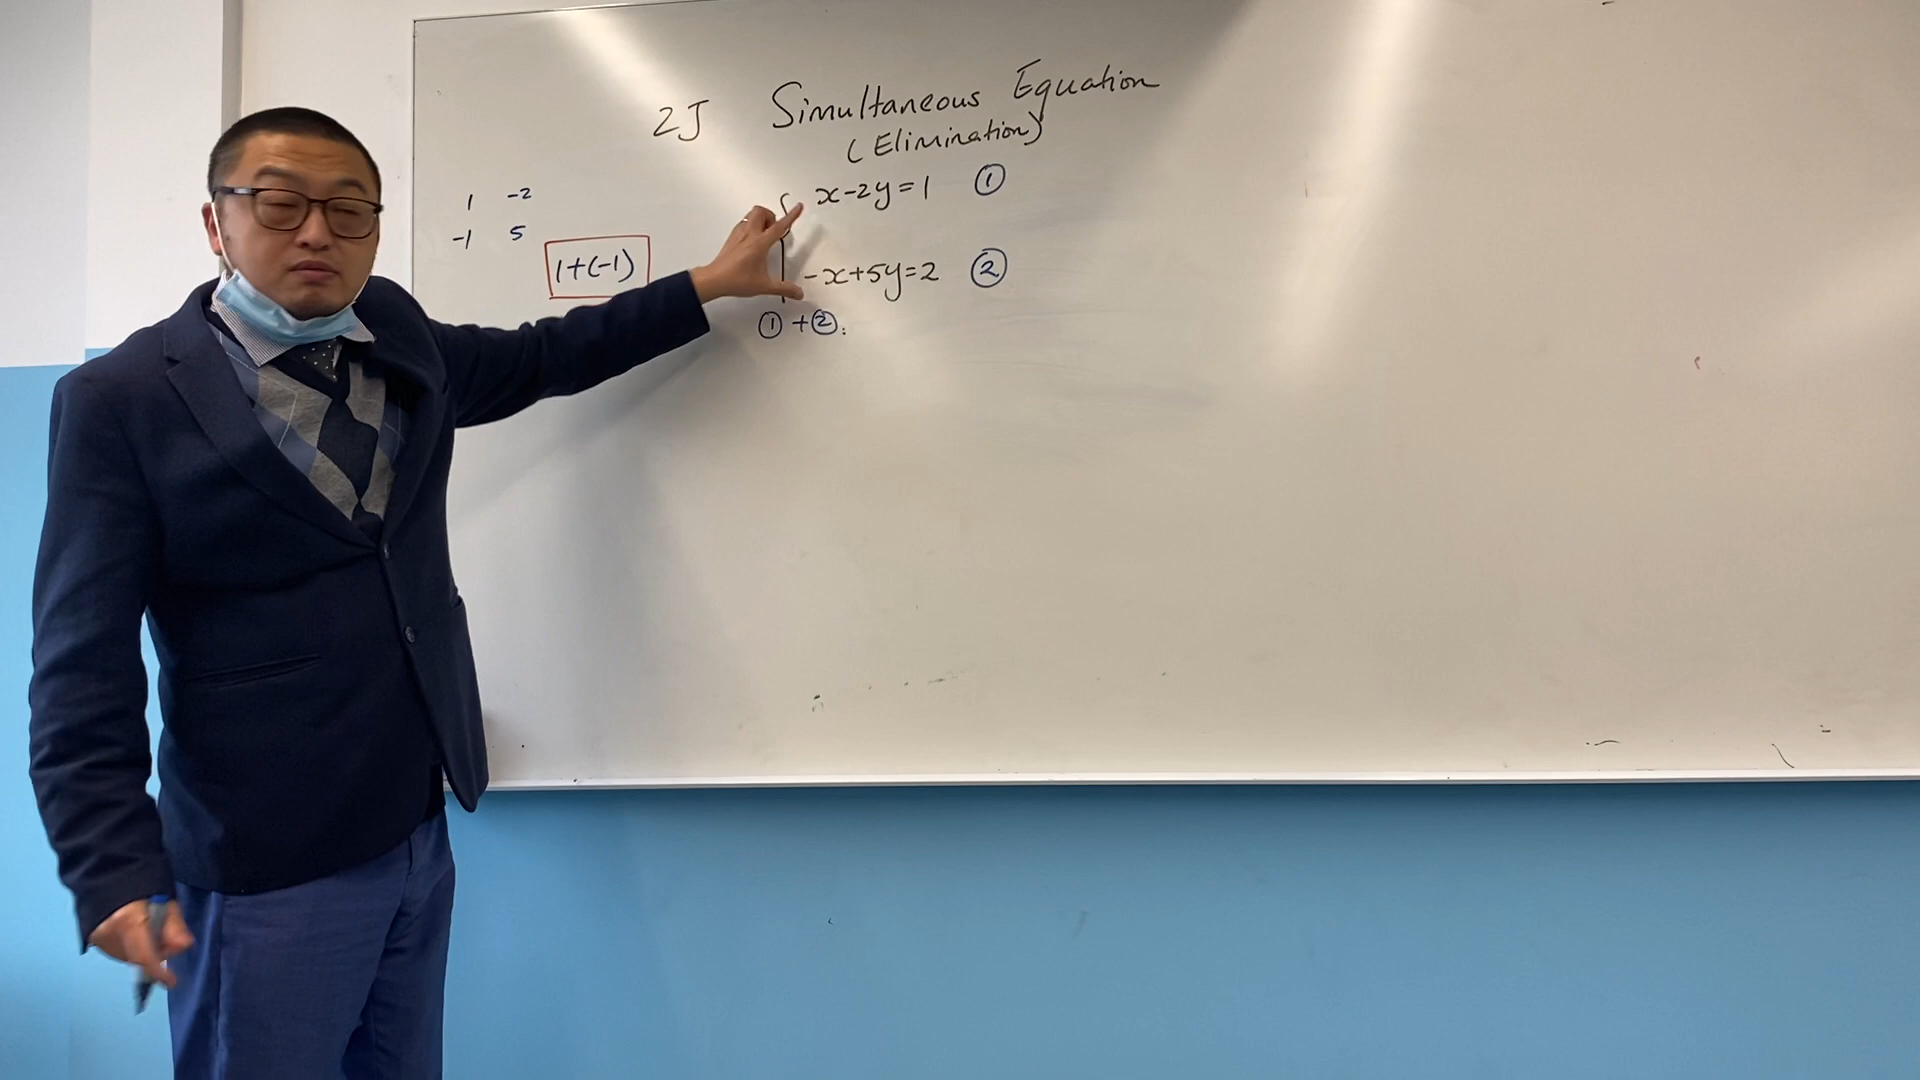 2J Simultaneous Equation
(Elimination)
1 -2
-1 5
1+(-1)
x-2y=1 ①
-x+5y=2 ②
①+②: